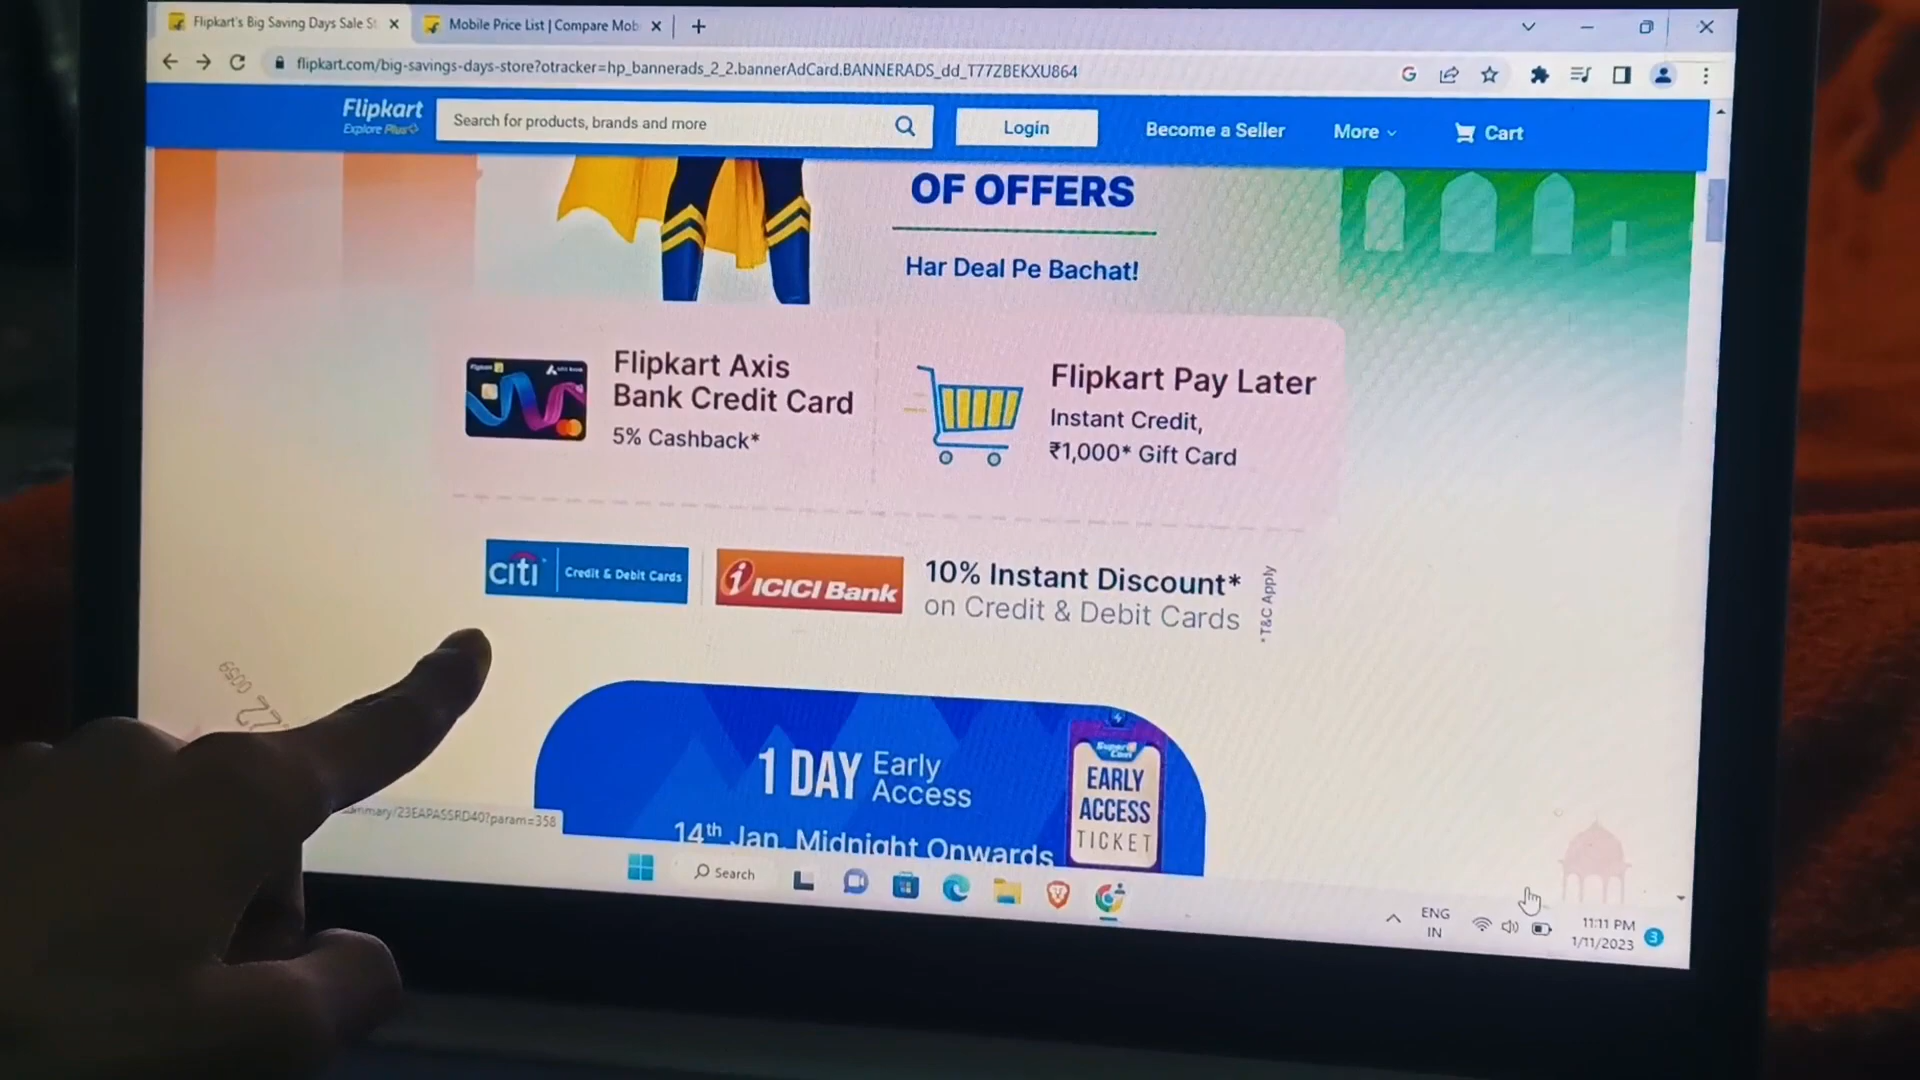 Flipkart's Big Saving Days Sale St
Mobile Price List | Compare Mob
flipkart.com/big-savings-days-store?otracker=hp_bannerads_2_2.bannerAdCard.BANNERADS_dd_T77ZBEKXU864
Flipkart
Explore Plus
Search for products, brands and more
Login
Become a Seller
More
Cart
OF OFFERS
Har Deal Pe Bachat!
Flipkart Axis
Bank Credit Card
5% Cashback*
Flipkart Pay Later
Instant Credit,
₹1,000* Gift Card
citi
Credit & Debit Cards
ICICI Bank
10% Instant Discount*
on Credit & Debit Cards
*T&C Apply
1 DAY Early
Access
14th Jan, Midnight Onwards
EARLY
ACCESS
TICKET
/23EAPASSRD40?param=358
Search
ENG
IN
11:11 PM
1/11/2023
3